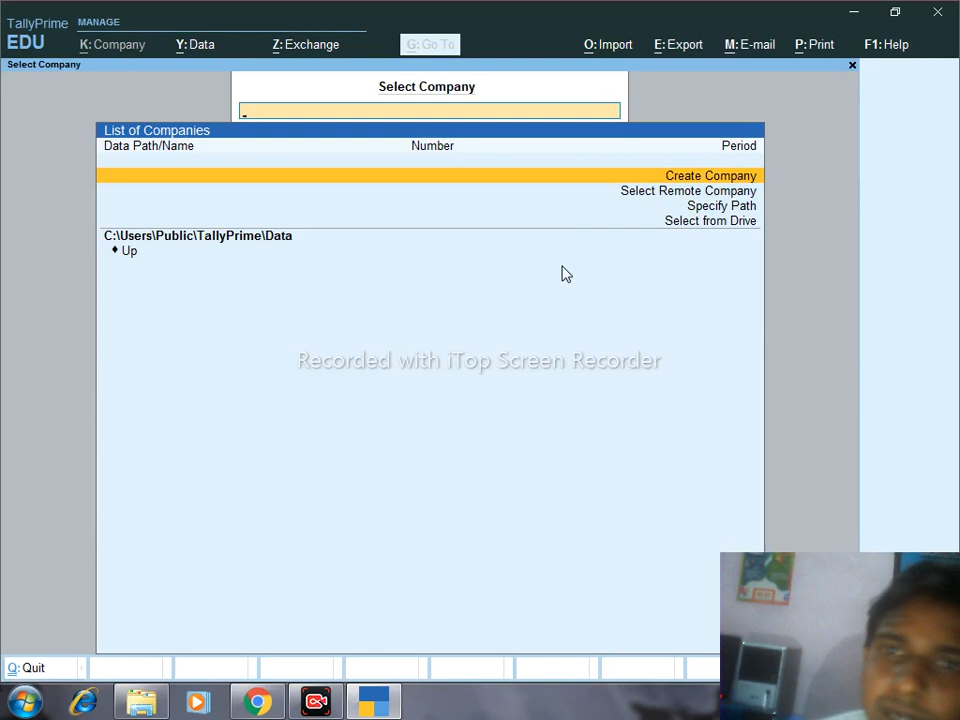 TallyPrime MANAGE
EDU K: Company Y: Data Z: Exchange G: Go To O: Import E: Export M: E-mail P: Print F1: Help
Select Company
Select Company
List of Companies
Data Path/Name Number Period
Create Company
Select Remote Company
Specify Path
Select from Drive
C:\Users\Public\TallyPrime\Data
♦ Up
Recorded with iTop Screen Recorder
Q: Quit